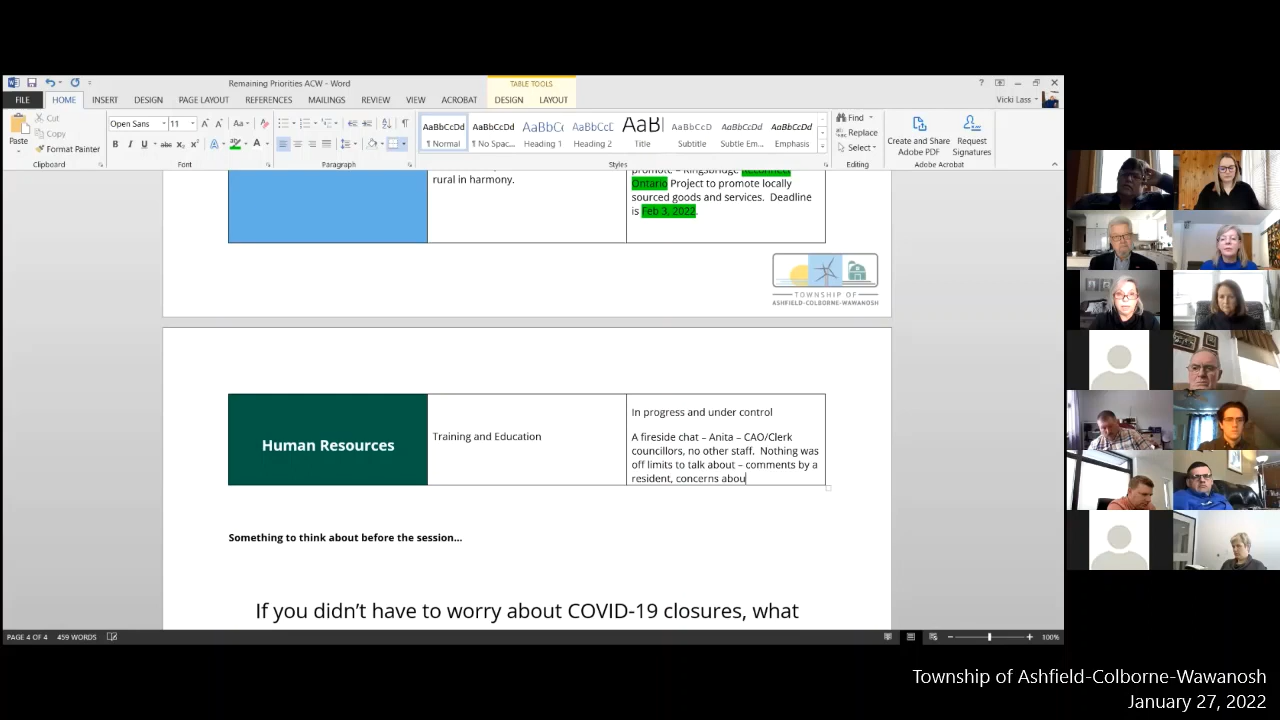 Remaining Priorities ACW - Word
TABLE TOOLS
FILE HOME INSERT DESIGN PAGE LAYOUT REFERENCES MAILINGS REVIEW VIEW ACROBAT DESIGN LAYOUT
Vicki Lass
Paste
Cut
Copy
Format Painter
Clipboard
Open Sans 11
Font
Paragraph
AaBbCcDd AaBbCcDd AaBbC AaBbCcC AaB AaBbCcD AaBbCcDd AaBbCcDd
¶ Normal ¶ No Spac... Heading 1 Heading 2 Title Subtitle Subtle Em... Emphasis
Styles
Find
Replace
Select
Editing
Create and Share
Adobe PDF
Request
Signatures
Adobe Acrobat
rural in harmony.
promote – Kingsbridge Reconnect
Ontario Project to promote locally
sourced goods and services. Deadline
is Feb 3, 2022.
TOWNSHIP OF
ASHFIELD-COLBORNE-WAWANOSH
Human Resources
Training and Education
In progress and under control
A fireside chat – Anita – CAO/Clerk
councillors, no other staff. Nothing was
off limits to talk about – comments by a
resident, concerns abou
Something to think about before the session...
If you didn't have to worry about COVID-19 closures, what
PAGE 4 OF 4 459 WORDS
100%
Township of Ashfield-Colborne-Wawanosh
January 27, 2022